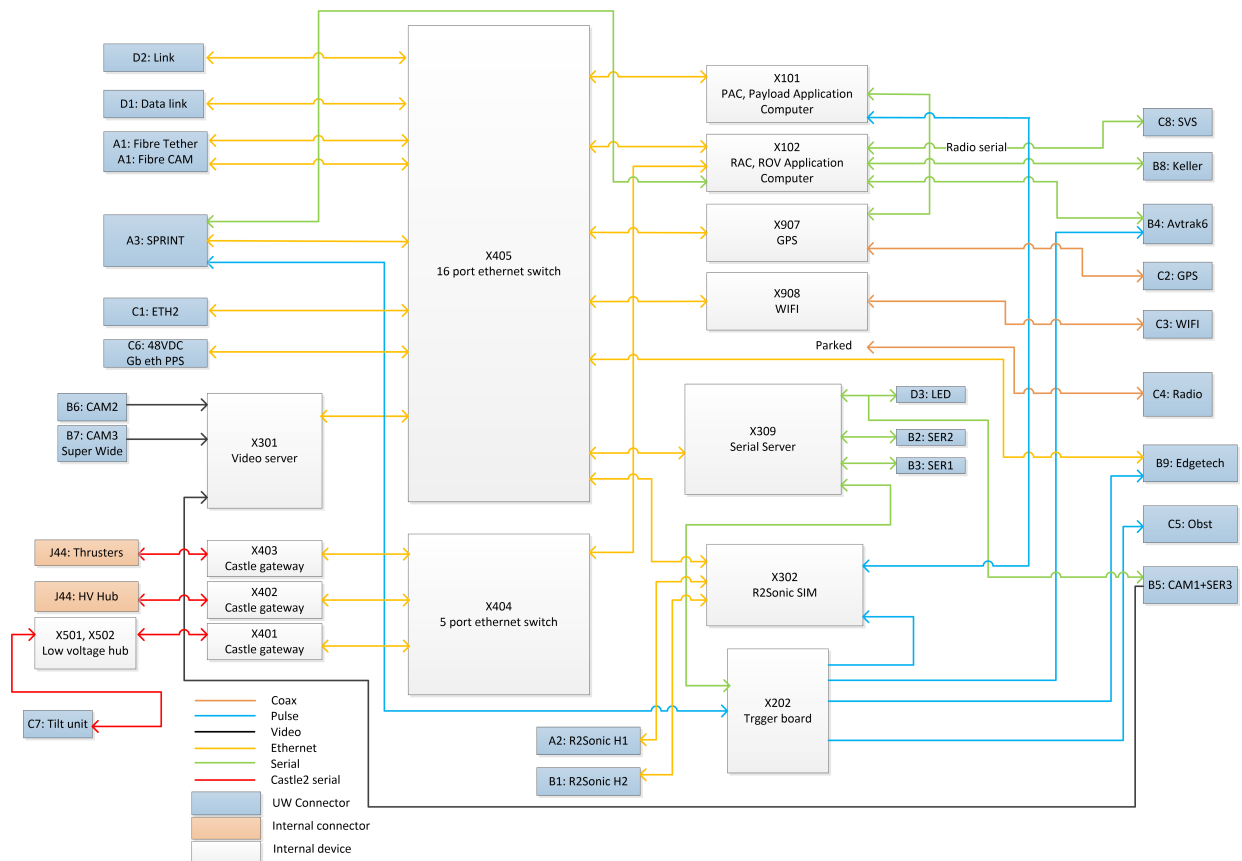 D2: Link
D1: Data link
A1: Fibre Tether
A1: Fibre CAM
A3: SPRINT
C1: ETH2
C6: 48VDC
Gb eth PPS
B6: CAM2
B7: CAM3
Super Wide
X301
Video server
J44: Thrusters
J44: HV Hub
X501, X502
Low voltage hub
C7: Tilt unit
X403
Castle gateway
X402
Castle gateway
X401
Castle gateway
X405
16 port ethernet switch
X404
5 port ethernet switch
X101
PAC, Payload Application
Computer
X102
RAC, ROV Application
Computer
Radio serial
X907
GPS
X908
WIFI
Parked
X309
Serial Server
D3: LED
B2: SER2
B3: SER1
X302
R2Sonic SIM
X202
Trgger board
A2: R2Sonic H1
B1: R2Sonic H2
C8: SVS
B8: Keller
B4: Avtrak6
C2: GPS
C3: WIFI
C4: Radio
B9: Edgetech
C5: Obst
B5: CAM1+SER3
Coax
Pulse
Video
Ethernet
Serial
Castle2 serial
UW Connector
Internal connector
Internal device